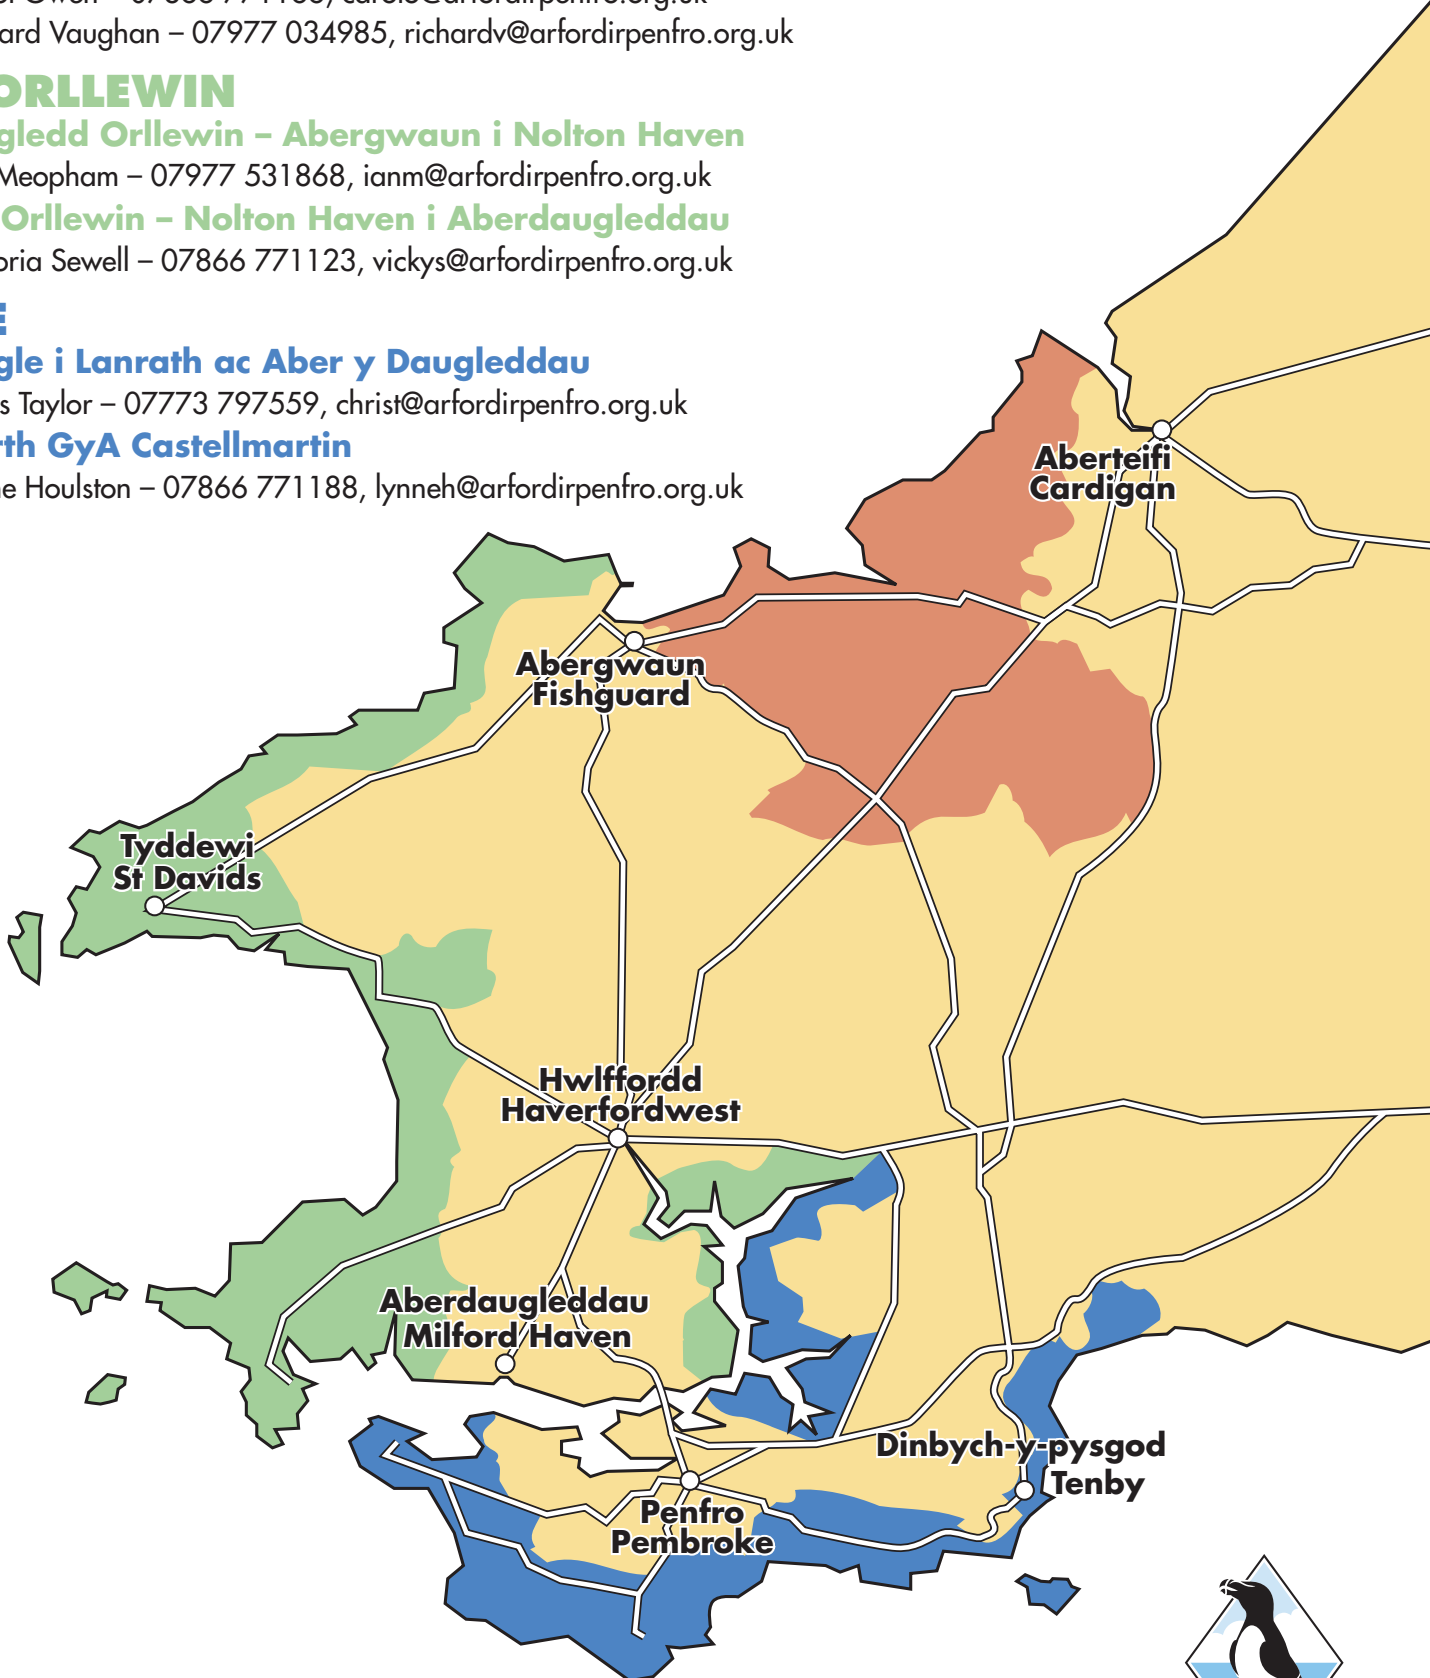 ard Vaughan – 07977 034985, richardv@arfordirpenfro.org.uk
ORLLEWIN
gledd Orllewin – Abergwaun i Nolton Haven
Meopham – 07977 531868, ianm@arfordirpenfro.org.uk
Orllewin – Nolton Haven i Aberdaugleddau
oria Sewell – 07866 771123, vickys@arfordirpenfro.org.uk
E
gle i Lanrath ac Aber y Daugleddau
s Taylor – 07773 797559, christ@arfordirpenfro.org.uk
rth GyA Castellmartin
ne Houlston – 07866 771188, lynneh@arfordirpenfro.org.uk
Aberteifi
Cardigan
Abergwaun
Fishguard
Tyddewi
St Davids
Hwlffordd
Haverfordwest
Aberdaugleddau
Milford Haven
Dinbych-y-pysgod
Tenby
Penfro
Pembroke